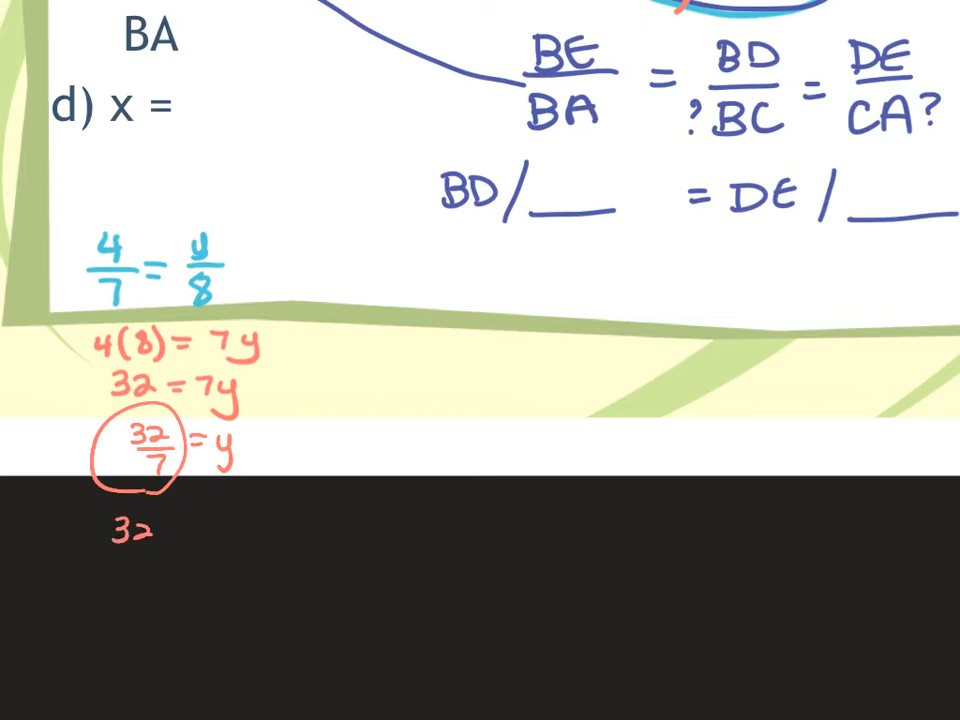 BA
d) x =
BE/BA = BD/?BC = DE/CA?
BD/___ = DE/____
4/7 = y/8
4(8) = 7y
32 = 7y
32/7 = y
32